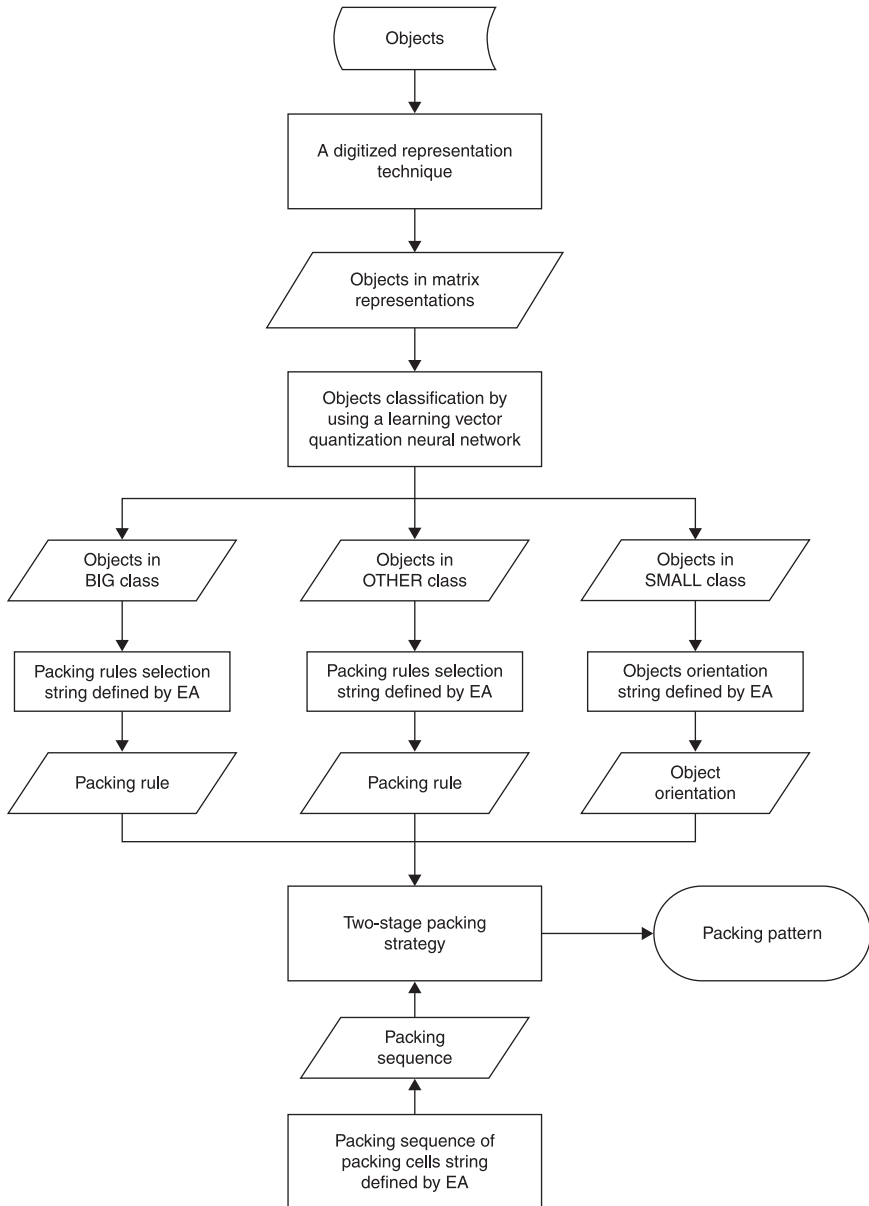 Objects
A digitized representation
technique
Objects in matrix
representations
Objects classification by
using a learning vector
quantization neural network
Objects in
BIG class
Objects in
OTHER class
Objects in
SMALL class
Packing rules selection
string defined by EA
Packing rules selection
string defined by EA
Objects orientation
string defined by EA
Packing rule
Packing rule
Object
orientation
Two-stage packing
strategy
Packing pattern
Packing
sequence
Packing sequence of
packing cells string
defined by EA